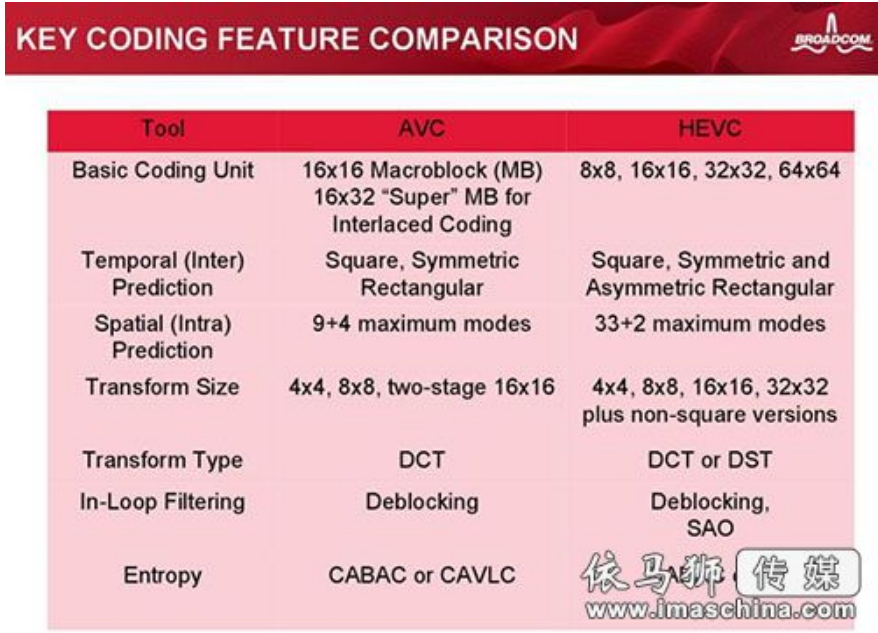 KEY CODING FEATURE COMPARISON
BROADCOM.
Tool AVC HEVC
Basic Coding Unit 16x16 Macroblock (MB) 8x8, 16x16, 32x32, 64x64
16x32 “Super” MB for
Interlaced Coding
Temporal (Inter) Square, Symmetric Square, Symmetric and
Prediction Rectangular Asymmetric Rectangular
Spatial (Intra) 9+4 maximum modes 33+2 maximum modes
Prediction
Transform Size 4x4, 8x8, two-stage 16x16 4x4, 8x8, 16x16, 32x32
plus non-square versions
Transform Type DCT DCT or DST
In-Loop Filtering Deblocking Deblocking,
SAO
Entropy CABAC or CAVLC
依马狮传媒
www.imaschina.com